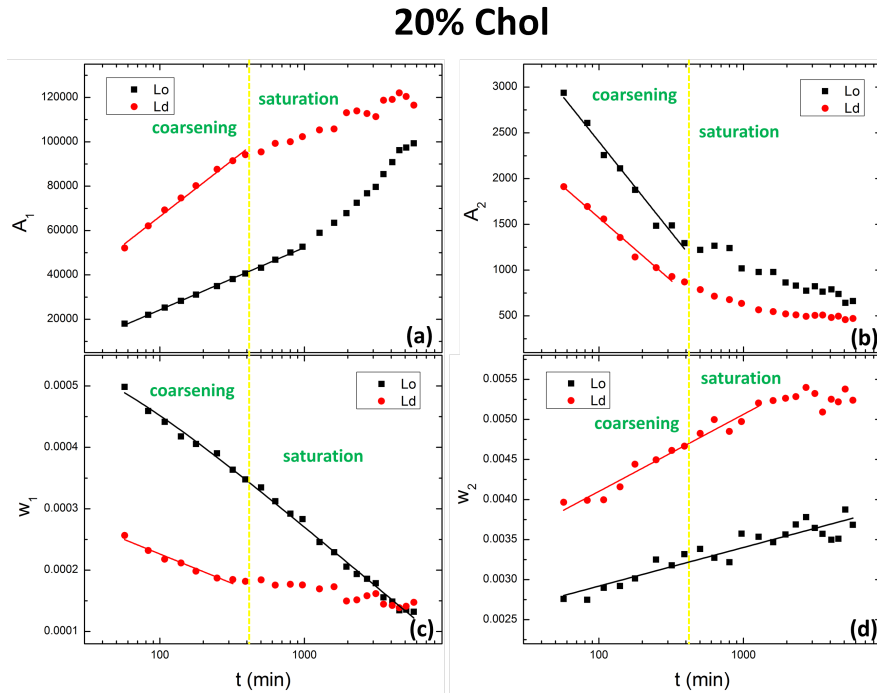 20% Chol
Lo
Ld
coarsening
saturation
120000
100000
80000
60000
40000
20000
A1
(a)
Lo
Ld
coarsening
saturation
3000
2500
2000
1500
1000
500
A2
(b)
Lo
Ld
coarsening
saturation
0.0005
0.0004
0.0003
0.0002
0.0001
w1
(c)
100
1000
t (min)
Lo
Ld
saturation
coarsening
0.0055
0.0050
0.0045
0.0040
0.0035
0.0030
0.0025
w2
(d)
100
1000
t (min)